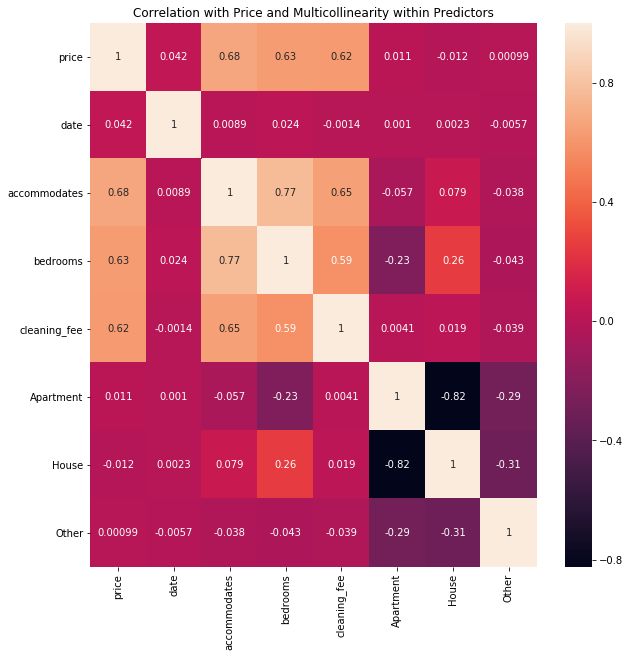 Correlation with Price and Multicollinearity within Predictors
price 1 0.042 0.68 0.63 0.62 0.011 -0.012 0.00099
date 0.042 1 0.0089 0.024 -0.0014 0.001 0.0023 -0.0057
accommodates 0.68 0.0089 1 0.77 0.65 -0.057 0.079 -0.038
bedrooms 0.63 0.024 0.77 1 0.59 -0.23 0.26 -0.043
cleaning_fee 0.62 -0.0014 0.65 0.59 1 0.0041 0.019 -0.039
Apartment 0.011 0.001 -0.057 -0.23 0.0041 1 -0.82 -0.29
House -0.012 0.0023 0.079 0.26 0.019 -0.82 1 -0.31
Other 0.00099 -0.0057 -0.038 -0.043 -0.039 -0.29 -0.31 1
price date accommodates bedrooms cleaning_fee Apartment House Other
0.8
0.4
0.0
−0.4
−0.8